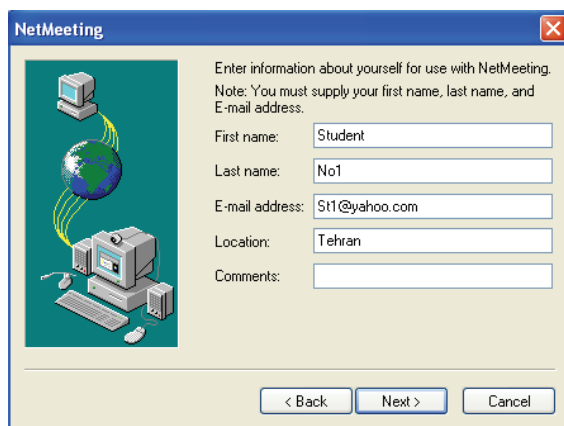 NetMeeting
Enter information about yourself for use with NetMeeting.
Note: You must supply your first name, last name, and
E-mail address.
First name: Student
Last name: No1
E-mail address: St1@yahoo.com
Location: Tehran
Comments:
< Back Next > Cancel